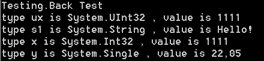 Testing.Back Test
type ux is System.UInt32 , value is 1111
type s1 is System.String , value is Hello!
type x is System.Int32 , value is 1111
type y is System.Single , value is 22,05